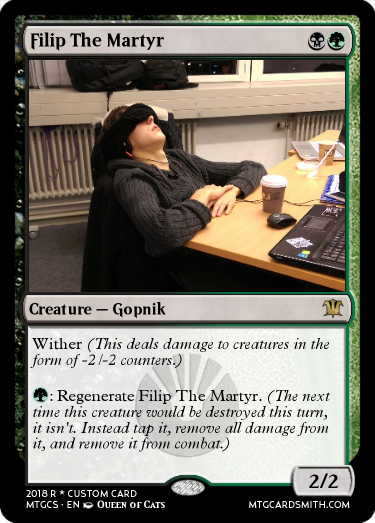 Filip The Martyr
Creature — Gopnik
Wither (This deals damage to creatures in the
form of -2/-2 counters.)
: Regenerate Filip The Martyr. (The next
time this creature would be destroyed this turn,
it isn't. Instead tap it, remove all damage from
it, and remove it from combat.)
2/2
2018 R * CUSTOM CARD
MTGCS • EN QUEEN OF CATS
MTGCARDSMITH.COM